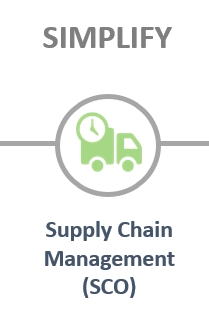 SIMPLIFY
Supply Chain
Management
(SCO)